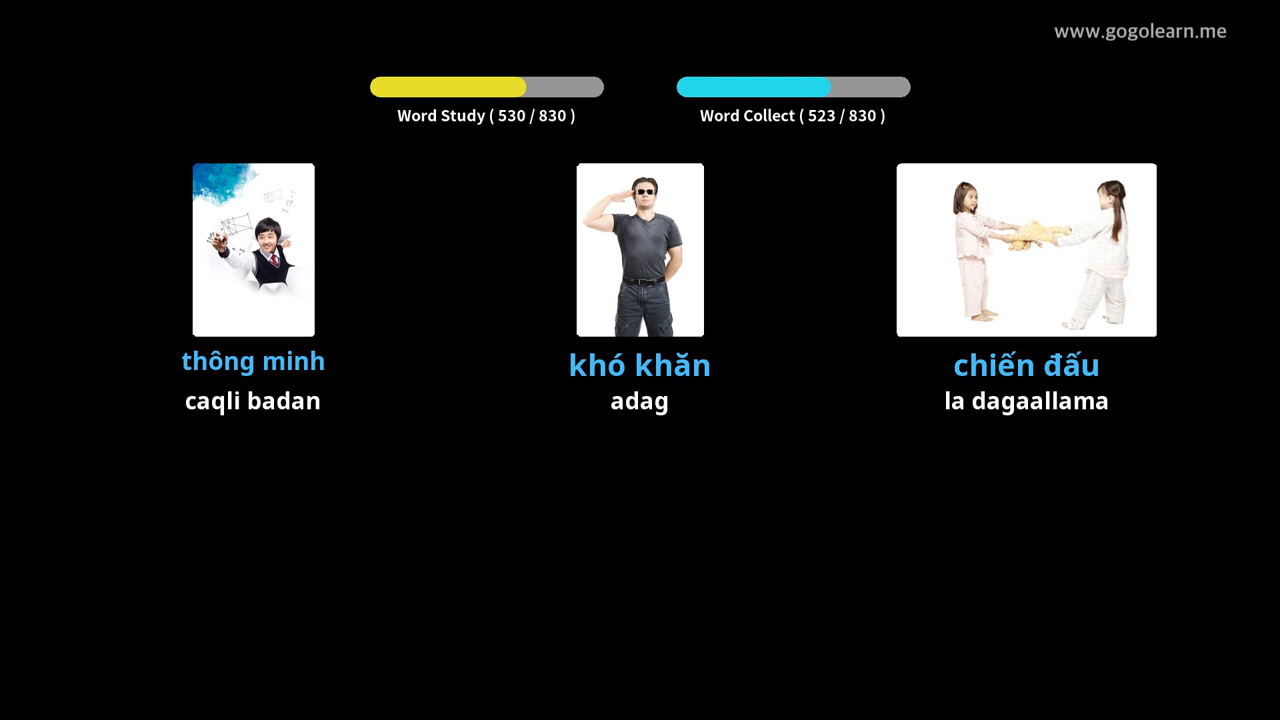 www.gogolearn.me
Word Study ( 530 / 830 )
Word Collect ( 523 / 830 )
thông minh
caqli badan
khó khăn
adag
chiến đấu
la dagaallama